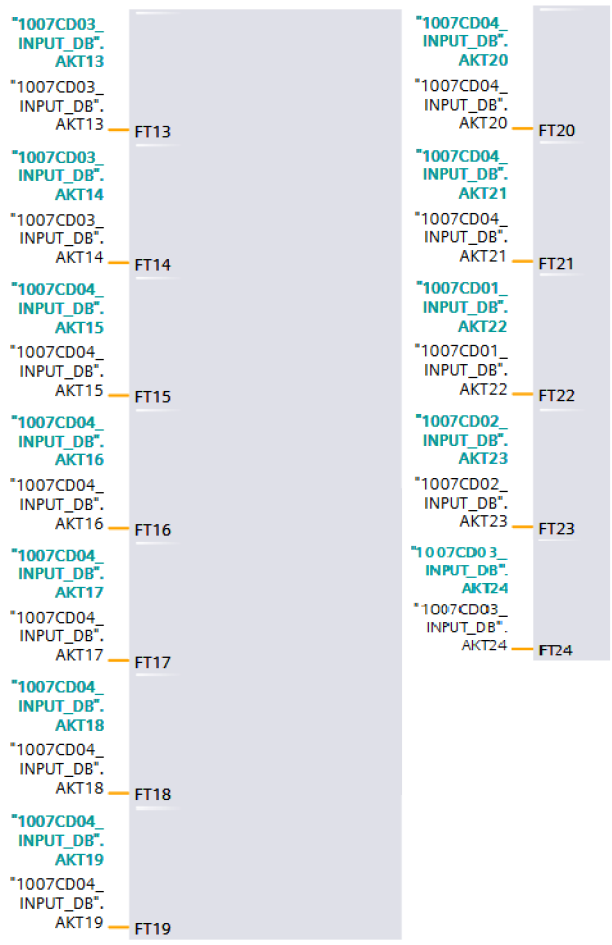 "1007CD03_
INPUT_DB".
AKT13
"1007CD03_
INPUT_DB".
AKT13
FT13
"1007CD03_
INPUT_DB".
AKT14
"1007CD03_
INPUT_DB".
AKT14
FT14
"1007CD04_
INPUT_DB".
AKT15
"1007CD04_
INPUT_DB".
AKT15
FT15
"1007CD04_
INPUT_DB".
AKT16
"1007CD04_
INPUT_DB".
AKT16
FT16
"1007CD04_
INPUT_DB".
AKT17
"1007CD04_
INPUT_DB".
AKT17
FT17
"1007CD04_
INPUT_DB".
AKT18
"1007CD04_
INPUT_DB".
AKT18
FT18
"1007CD04_
INPUT_DB".
AKT19
"1007CD04_
INPUT_DB".
AKT19
FT19
"1007CD04_
INPUT_DB".
AKT20
"1007CD04_
INPUT_DB".
AKT20
FT20
"1007CD04_
INPUT_DB".
AKT21
"1007CD04_
INPUT_DB".
AKT21
FT21
"1007CD01_
INPUT_DB".
AKT22
"1007CD01_
INPUT_DB".
AKT22
FT22
"1007CD02_
INPUT_DB".
AKT23
"1007CD02_
INPUT_DB".
AKT23
FT23
"1007CD03_
INPUT_DB".
AKT24
"1007CD03_
INPUT_DB".
AKT24
FT24